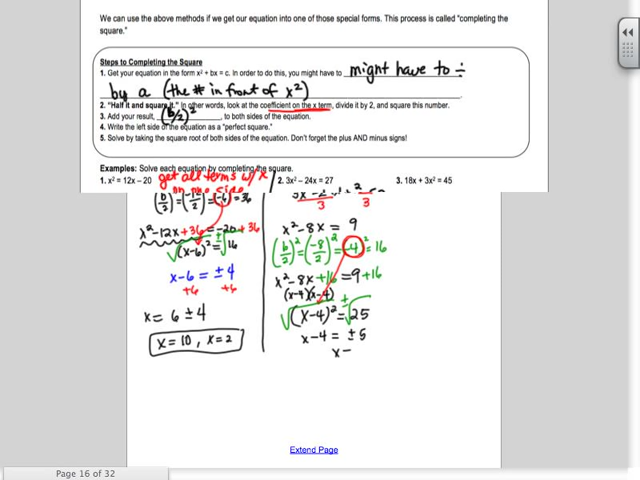 We can use the above methods if we get our equation into one of those special forms. This process is called "completing the
square."
Steps to Completing the Square
1. Get your equation in the form x² + bx = c. In order to do this, you might have to might have to ÷
by a (the # in front of x²)
2. "Half it and square it." In other words, look at the coefficient on the x term, divide it by 2, and square this number.
3. Add your result, (b/2)², to both sides of the equation.
4. Write the left side of the equation as a "perfect square."
5. Solve by taking the square root of both sides of the equation. Don't forget the plus AND minus signs!
Examples: Solve each equation by completing the square.
1. x² = 12x – 20 get all terms w/ x 2. 3x² – 24x = 27 3. 18x + 3x² = 45
on one side
x²-12x+36=-20+36
√(x-6)² = ±√16
x-6 = ±4
+6 +6
x = 6 ± 4
x = 10, x = 2
3 3
x²-8x = 9
(b/2)² = (-8/2)² = (-4)² = 16
x²-8x+16 = 9+16
(x-4)(x-4)
√(x-4)² = ±√25
x-4 = ±5
x =
Extend Page
Page 16 of 32